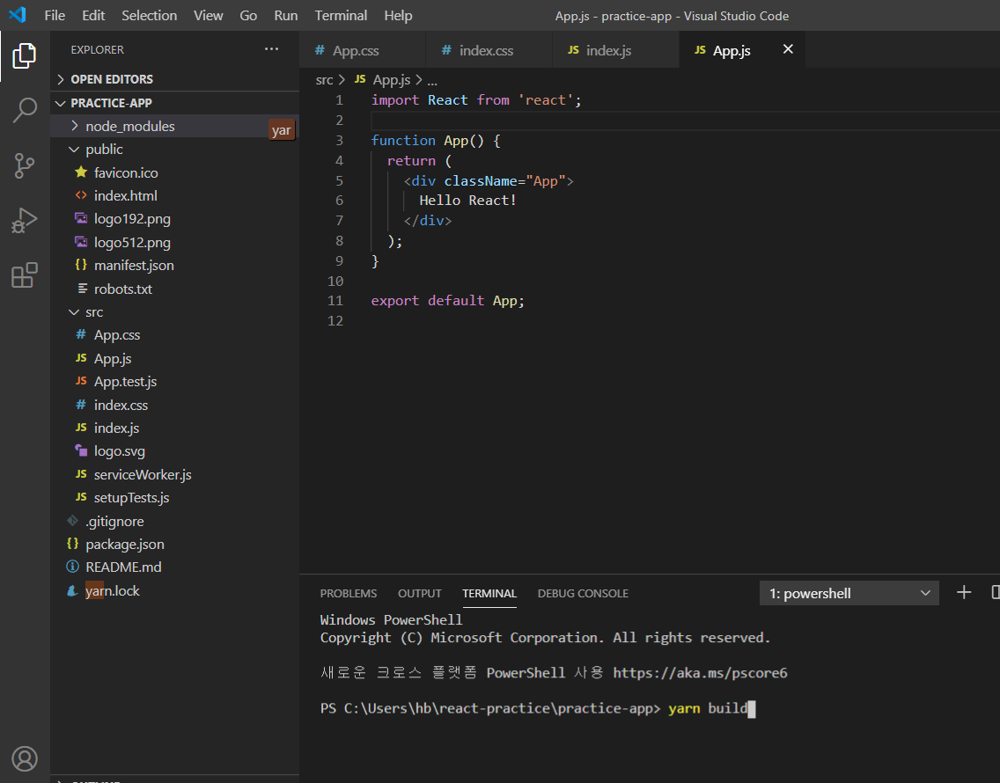 File Edit Selection View Go Run Terminal Help App.js - practice-app - Visual Studio Code
EXPLORER
OPEN EDITORS
PRACTICE-APP
node_modules yar
public
favicon.ico
index.html
logo192.png
logo512.png
manifest.json
robots.txt
src
App.css
App.js
App.test.js
index.css
index.js
logo.svg
serviceWorker.js
setupTests.js
.gitignore
package.json
README.md
yarn.lock
# App.css # index.css JS index.js JS App.js
src > JS App.js > ...
1 import React from 'react';
2
3 function App() {
4 return (
5 <div className="App">
6 Hello React!
7 </div>
8 );
9 }
10
11 export default App;
12
PROBLEMS OUTPUT TERMINAL DEBUG CONSOLE 1: powershell
Windows PowerShell
Copyright (C) Microsoft Corporation. All rights reserved.
새로운 크로스 플랫폼 PowerShell 사용 https://aka.ms/pscore6
PS C:\Users\hb\react-practice\practice-app> yarn build